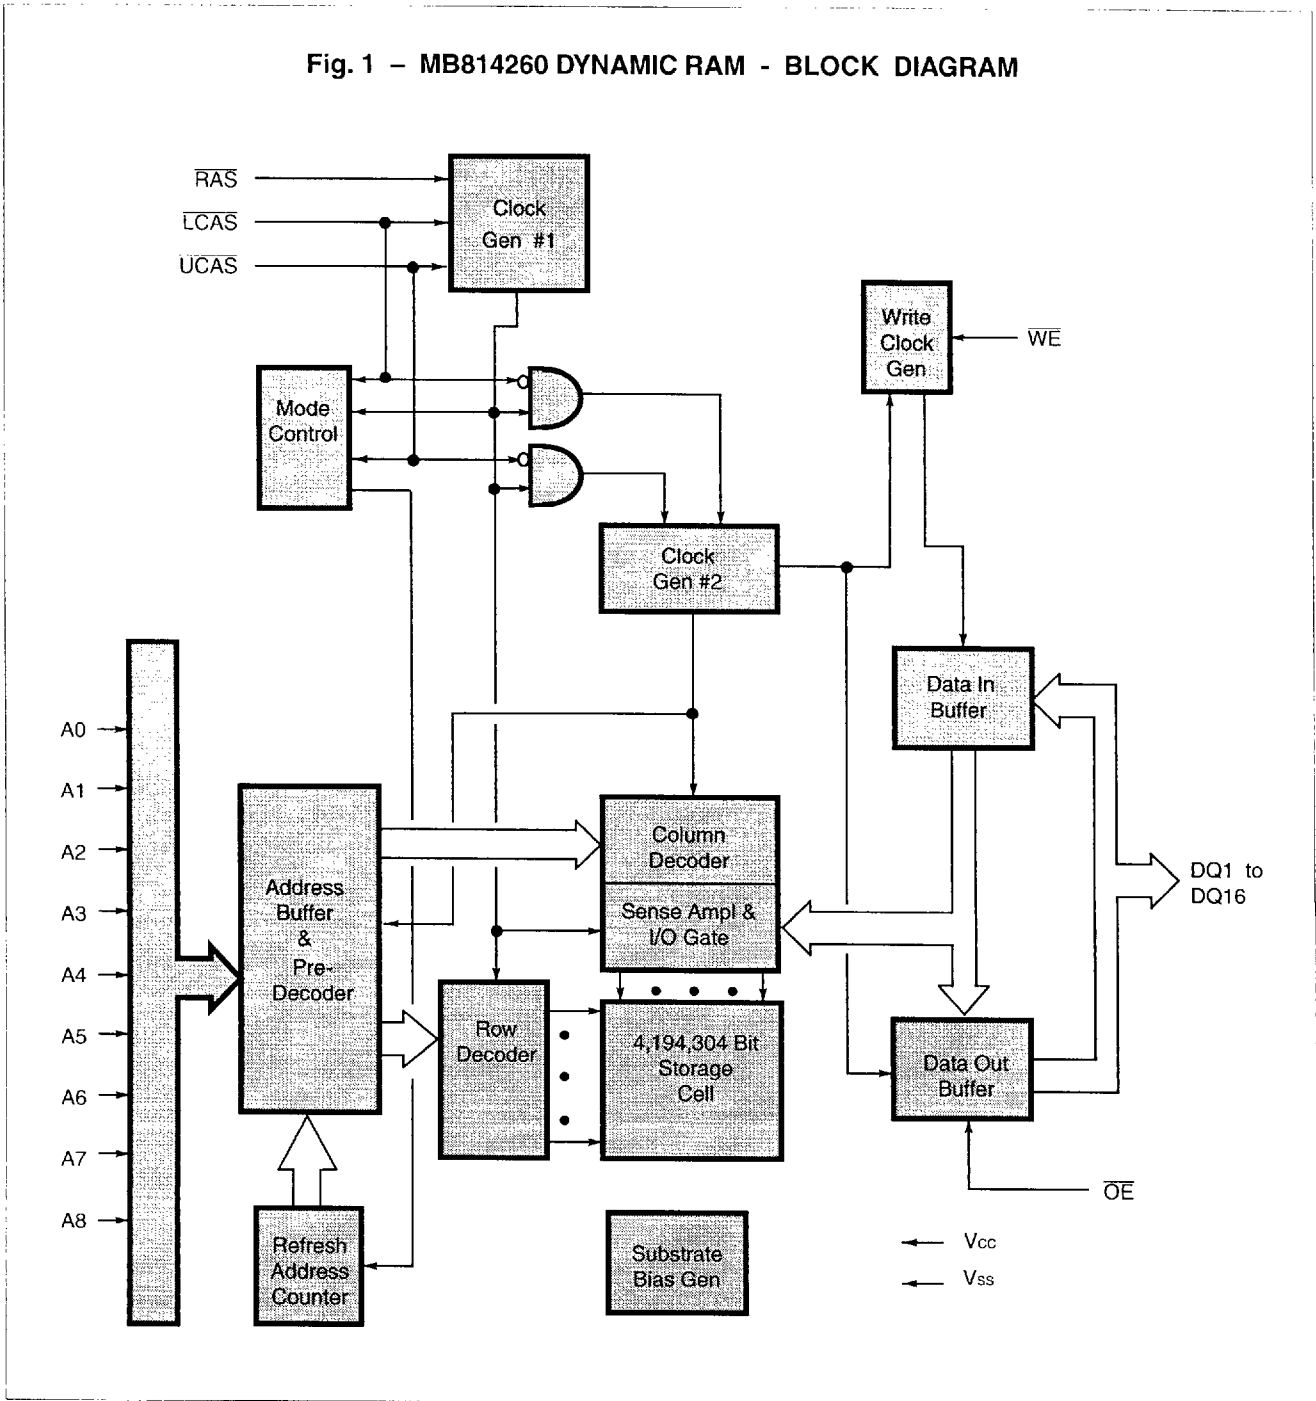 Fig. 1 – MB814260 DYNAMIC RAM - BLOCK DIAGRAM
RAS
LCAS
UCAS
Clock
Gen #1
Write
Clock
Gen
WE
Mode
Control
Clock
Gen #2
Data In
Buffer
A0
A1
A2
A3
A4
A5
A6
A7
A8
Address
Buffer
&
Pre-
Decoder
Column
Decoder
Sense Ampl &
I/O Gate
DQ1 to
DQ16
Row
Decoder
4,194,304 Bit
Storage
Cell
Data Out
Buffer
OE
Refresh
Address
Counter
Substrate
Bias Gen
Vcc
Vss